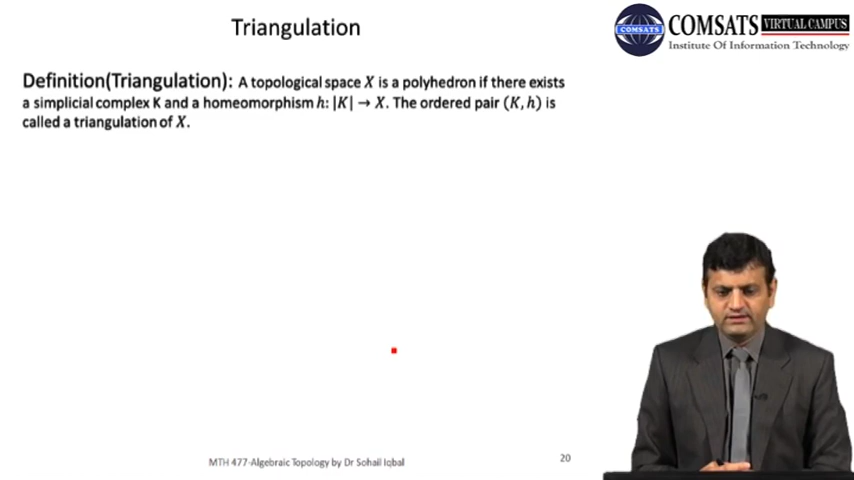 Triangulation
COMSATS
COMSATS VIRTUAL CAMPUS
Institute Of Information Technology
Definition(Triangulation): A topological space X is a polyhedron if there exists
a simplicial complex K and a homeomorphism h: |K| → X. The ordered pair (K, h) is
called a triangulation of X.
MTH 477-Algebraic Topology by Dr Sohail Iqbal
20